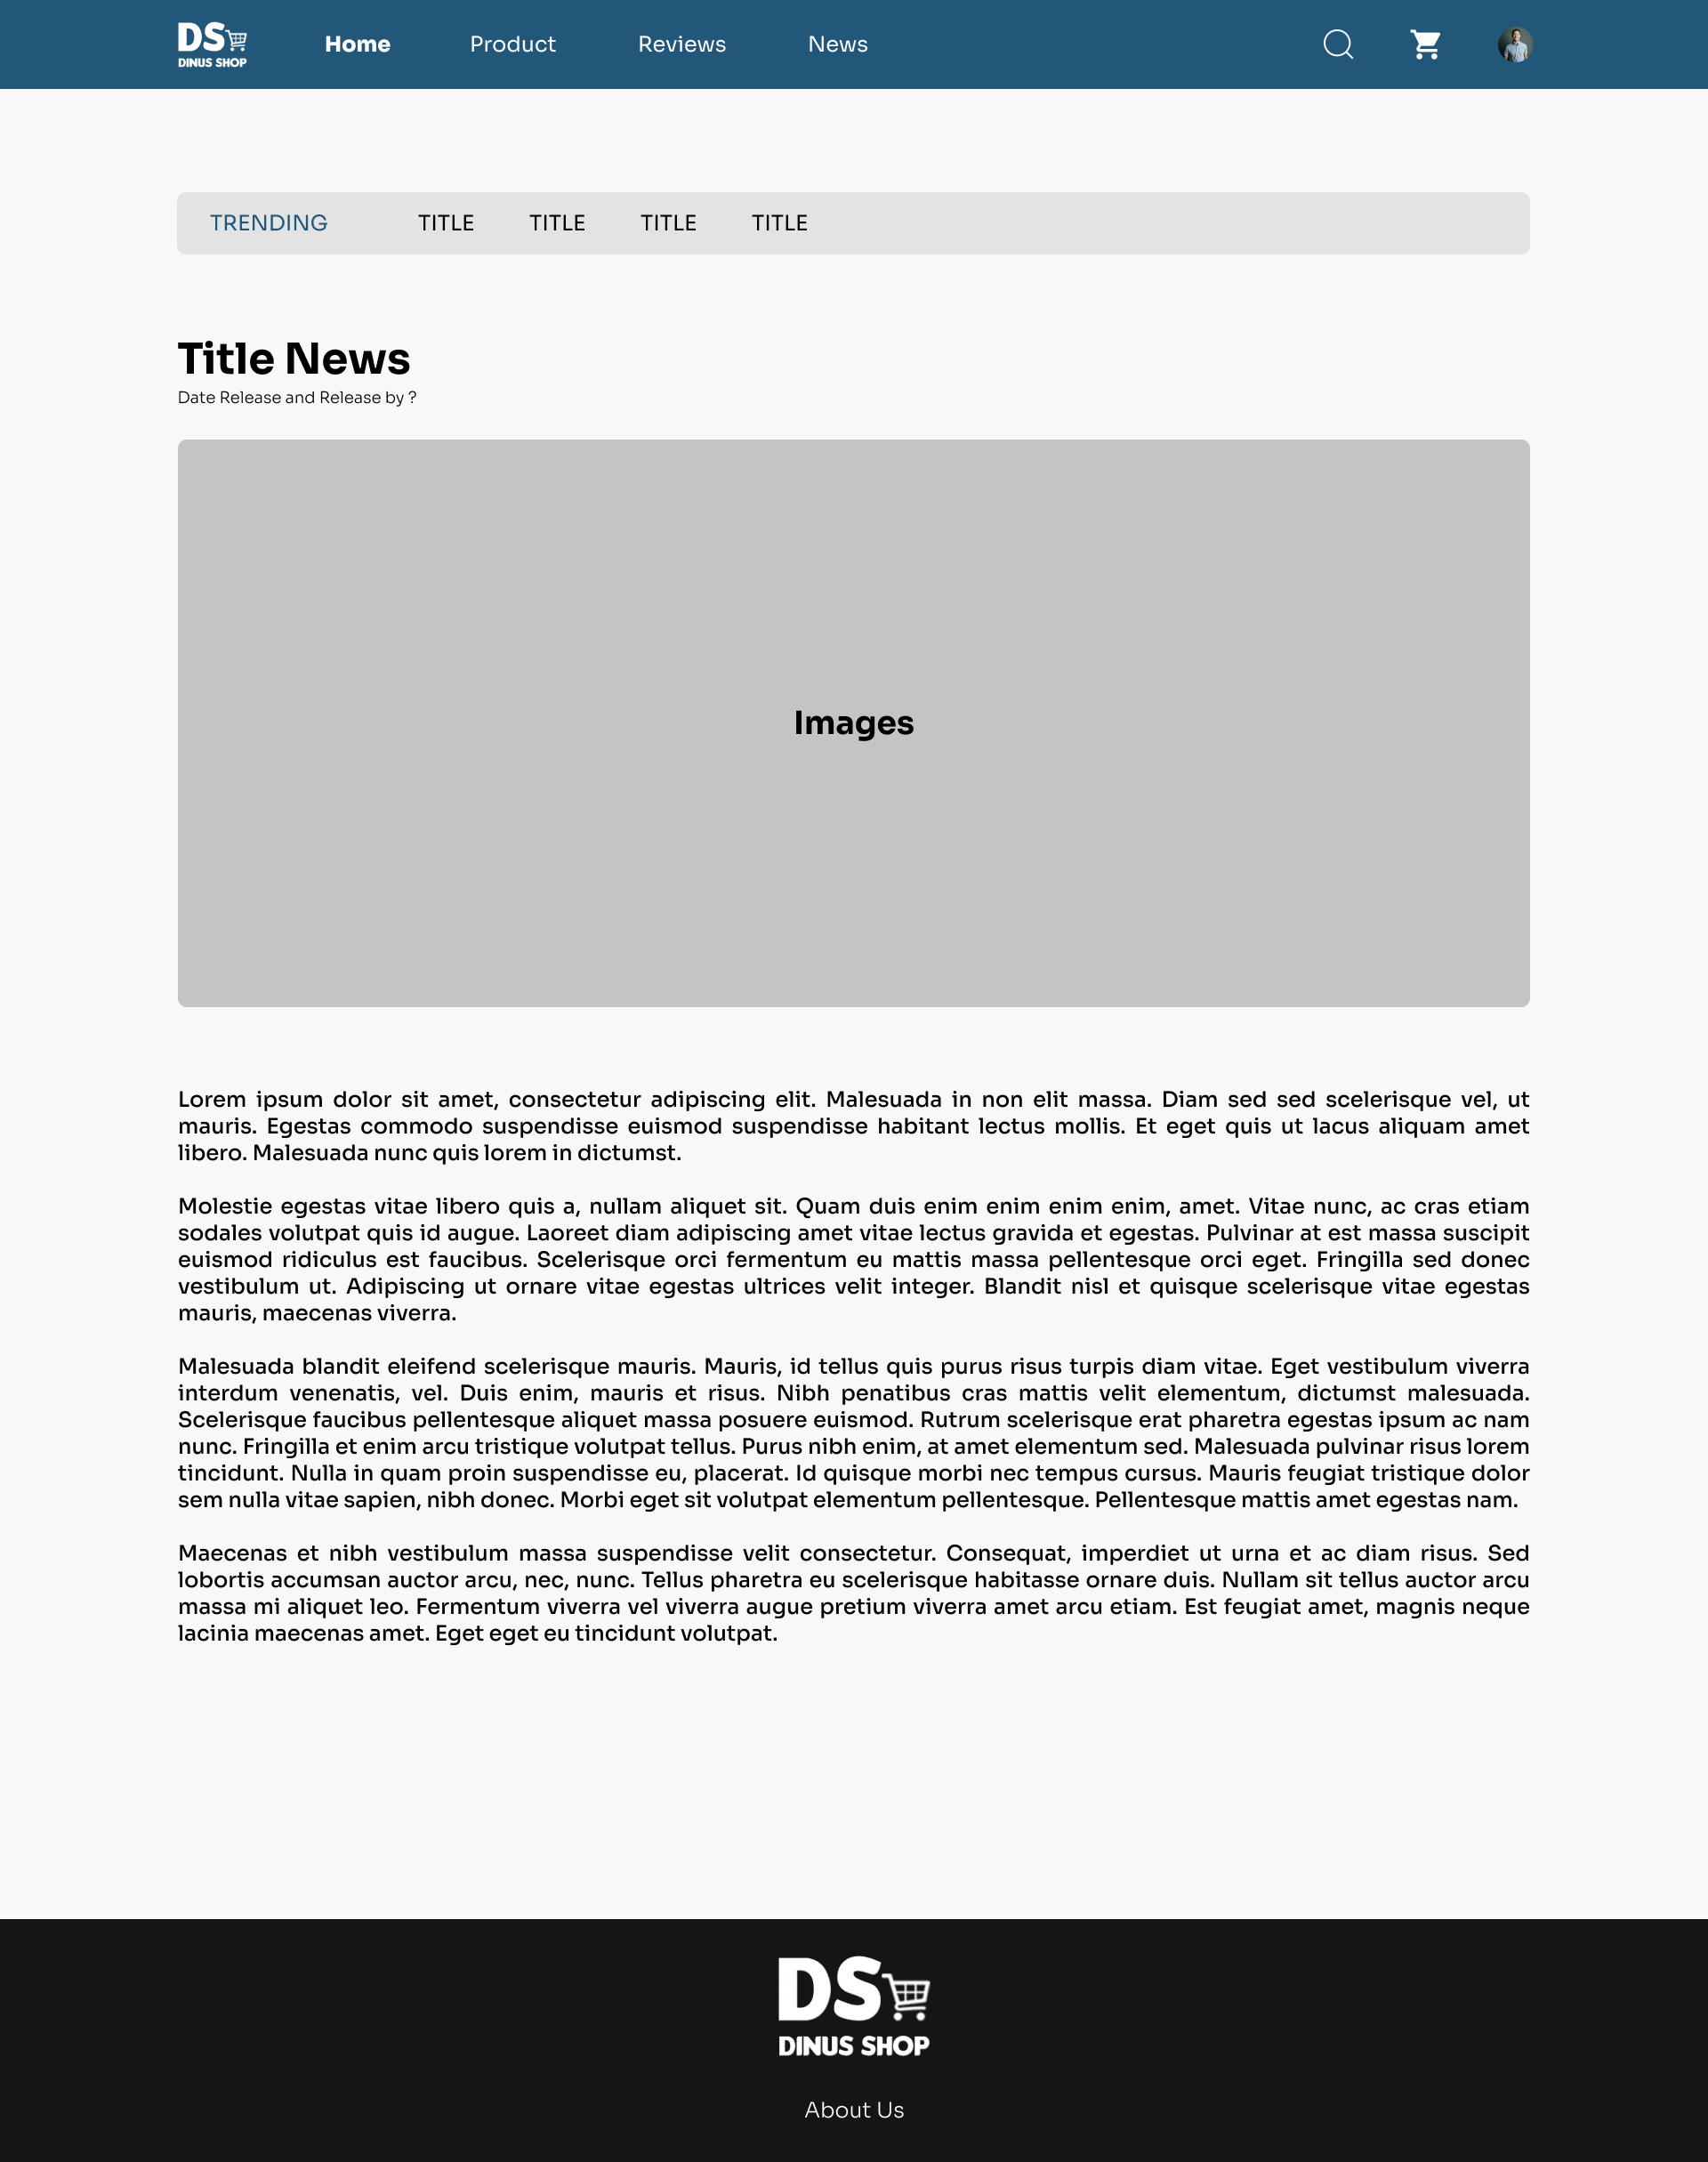 DS
DINUS SHOP
Home Product Reviews News
TRENDING TITLE TITLE TITLE TITLE
Title News
Date Release and Release by ?
Images
Lorem ipsum dolor sit amet, consectetur adipiscing elit. Malesuada in non elit massa. Diam sed sed scelerisque vel, ut
mauris. Egestas commodo suspendisse euismod suspendisse habitant lectus mollis. Et eget quis ut lacus aliquam amet
libero. Malesuada nunc quis lorem in dictumst.
Molestie egestas vitae libero quis a, nullam aliquet sit. Quam duis enim enim enim enim, amet. Vitae nunc, ac cras etiam
sodales volutpat quis id augue. Laoreet diam adipiscing amet vitae lectus gravida et egestas. Pulvinar at est massa suscipit
euismod ridiculus est faucibus. Scelerisque orci fermentum eu mattis massa pellentesque orci eget. Fringilla sed donec
vestibulum ut. Adipiscing ut ornare vitae egestas ultrices velit integer. Blandit nisl et quisque scelerisque vitae egestas
mauris, maecenas viverra.
Malesuada blandit eleifend scelerisque mauris. Mauris, id tellus quis purus risus turpis diam vitae. Eget vestibulum viverra
interdum venenatis, vel. Duis enim, mauris et risus. Nibh penatibus cras mattis velit elementum, dictumst malesuada.
Scelerisque faucibus pellentesque aliquet massa posuere euismod. Rutrum scelerisque erat pharetra egestas ipsum ac nam
nunc. Fringilla et enim arcu tristique volutpat tellus. Purus nibh enim, at amet elementum sed. Malesuada pulvinar risus lorem
tincidunt. Nulla in quam proin suspendisse eu, placerat. Id quisque morbi nec tempus cursus. Mauris feugiat tristique dolor
sem nulla vitae sapien, nibh donec. Morbi eget sit volutpat elementum pellentesque. Pellentesque mattis amet egestas nam.
Maecenas et nibh vestibulum massa suspendisse velit consectetur. Consequat, imperdiet ut urna et ac diam risus. Sed
lobortis accumsan auctor arcu, nec, nunc. Tellus pharetra eu scelerisque habitasse ornare duis. Nullam sit tellus auctor arcu
massa mi aliquet leo. Fermentum viverra vel viverra augue pretium viverra amet arcu etiam. Est feugiat amet, magnis neque
lacinia maecenas amet. Eget eget eu tincidunt volutpat.
DS
DINUS SHOP
About Us